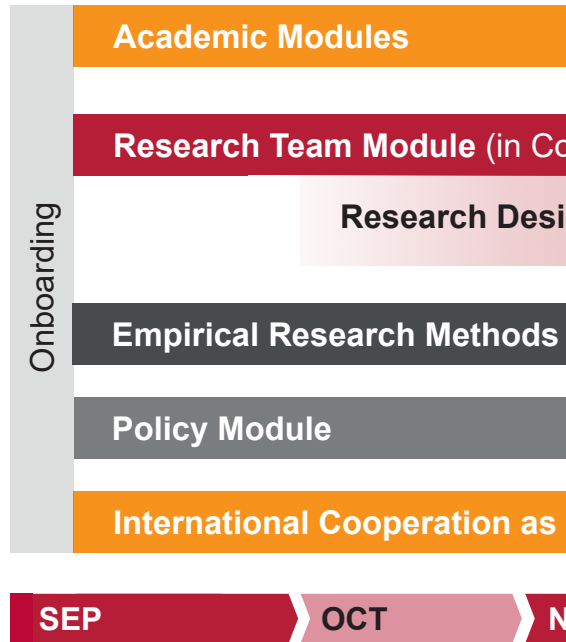 Onboarding
Academic Modules
Research Team Module (in Co
Research Desi
Empirical Research Methods
Policy Module
International Cooperation as
SEP OCT N